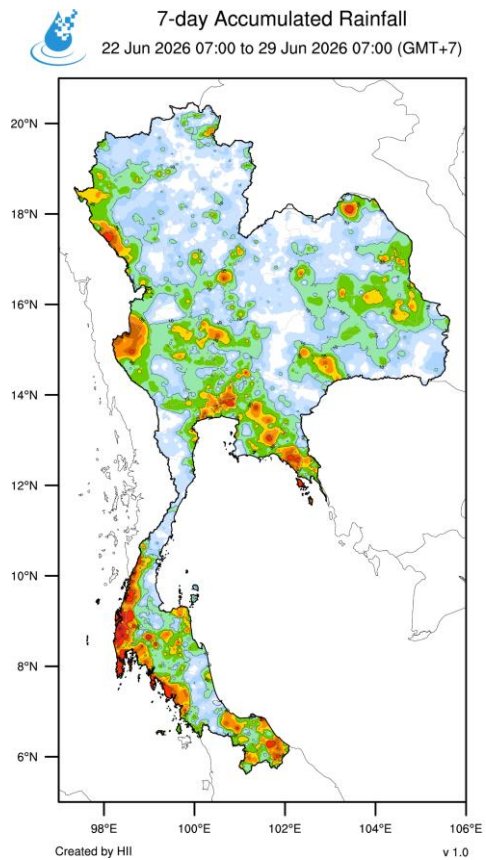 7-day Accumulated Rainfall
22 Jun 2026 07:00 to 29 Jun 2026 07:00 (GMT+7)
20°N
18°N
16°N
14°N
12°N
10°N
8°N
6°N
98°E 100°E 102°E 104°E 106°E
Created by HII v 1.0